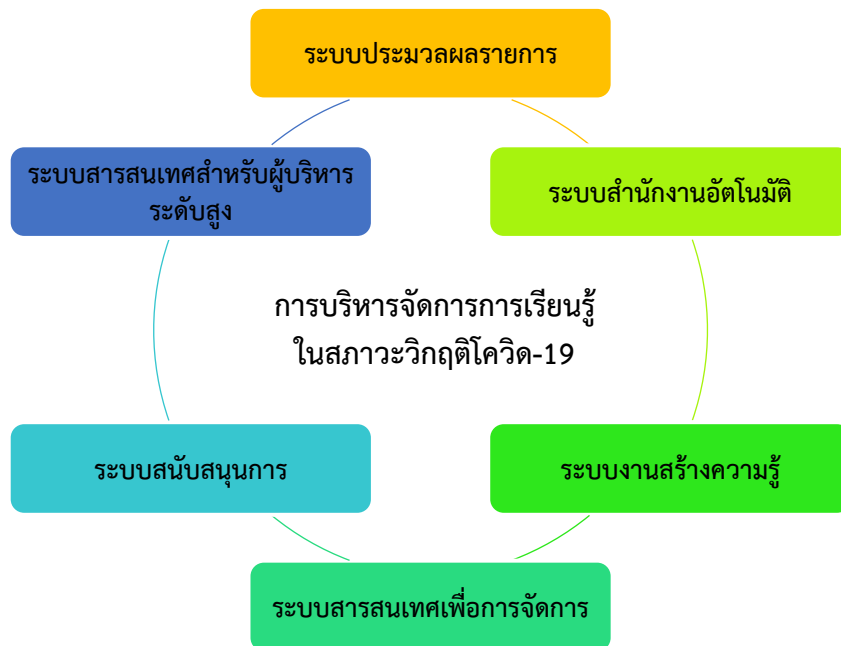 ระบบประมวลผลรายการ
ระบบสารสนเทศสำหรับผู้บริหาร
ระดับสูง
ระบบสำนักงานอัตโนมัติ
การบริหารจัดการการเรียนรู้
ในสภาวะวิกฤติโควิด-19
ระบบสนับสนุนการ
ระบบงานสร้างความรู้
ระบบสารสนเทศเพื่อการจัดการ